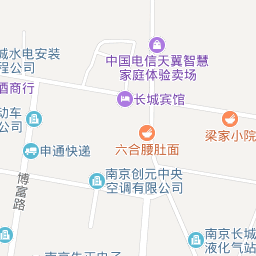 城水电安装
程公司
中国电信天翼智慧
家庭体验卖场
酒商行
长城宾馆
动车
公司
梁家小院
六合腰肚面
申通快递
博富路
南京创元中央
空调有限公司
南京长城
液化气站